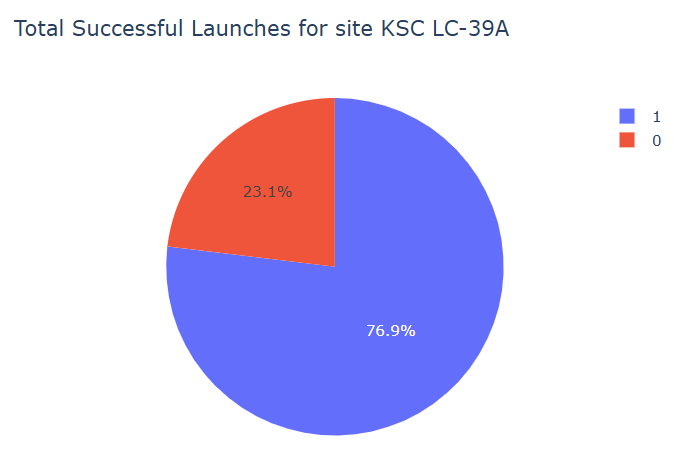 Total Successful Launches for site KSC LC-39A
1
0
23.1%
76.9%